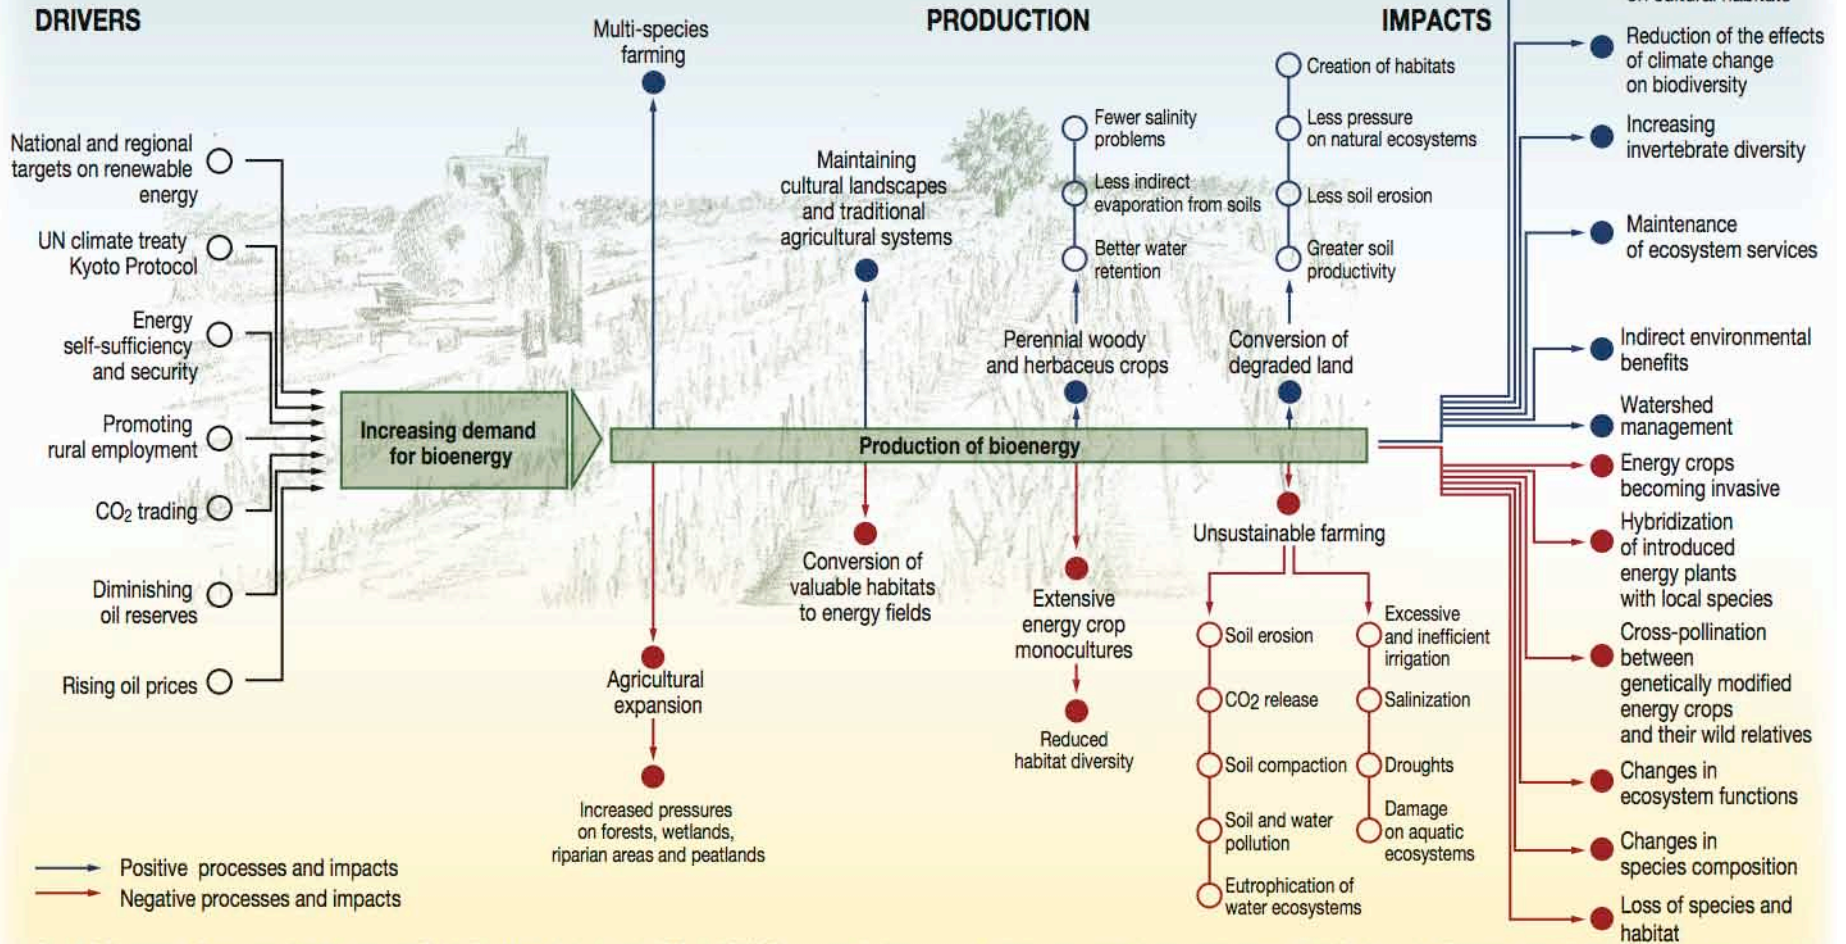 DRIVERS
PRODUCTION
IMPACTS
National and regional
targets on renewable
energy
UN climate treaty
Kyoto Protocol
Energy
self-sufficiency
and security
Promoting
rural employment
CO2 trading
Diminishing
oil reserves
Rising oil prices
Increasing demand
for bioenergy
Production of bioenergy
Multi-species
farming
Maintaining
cultural landscapes
and traditional
agricultural systems
Fewer salinity
problems
Less indirect
evaporation from soils
Better water
retention
Perennial woody
and herbaceus crops
Creation of habitats
Less pressure
on natural ecosystems
Less soil erosion
Greater soil
productivity
Conversion of
degraded land
Agricultural
expansion
Increased pressures
on forests, wetlands,
riparian areas and peatlands
Conversion of
valuable habitats
to energy fields
Extensive
energy crop
monocultures
Reduced
habitat diversity
Unsustainable farming
Soil erosion
CO2 release
Soil compaction
Soil and water
pollution
Eutrophication of
water ecosystems
Excessive
and inefficient
irrigation
Salinization
Droughts
Damage
on aquatic
ecosystems
Reduction of the effects
of climate change
on biodiversity
Increasing
invertebrate diversity
Maintenance
of ecosystem services
Indirect environmental
benefits
Watershed
management
Energy crops
becoming invasive
Hybridization
of introduced
energy plants
with local species
Cross-pollination
between
genetically modified
energy crops
and their wild relatives
Changes in
ecosystem functions
Changes in
species composition
Loss of species and
habitat
Positive processes and impacts
Negative processes and impacts